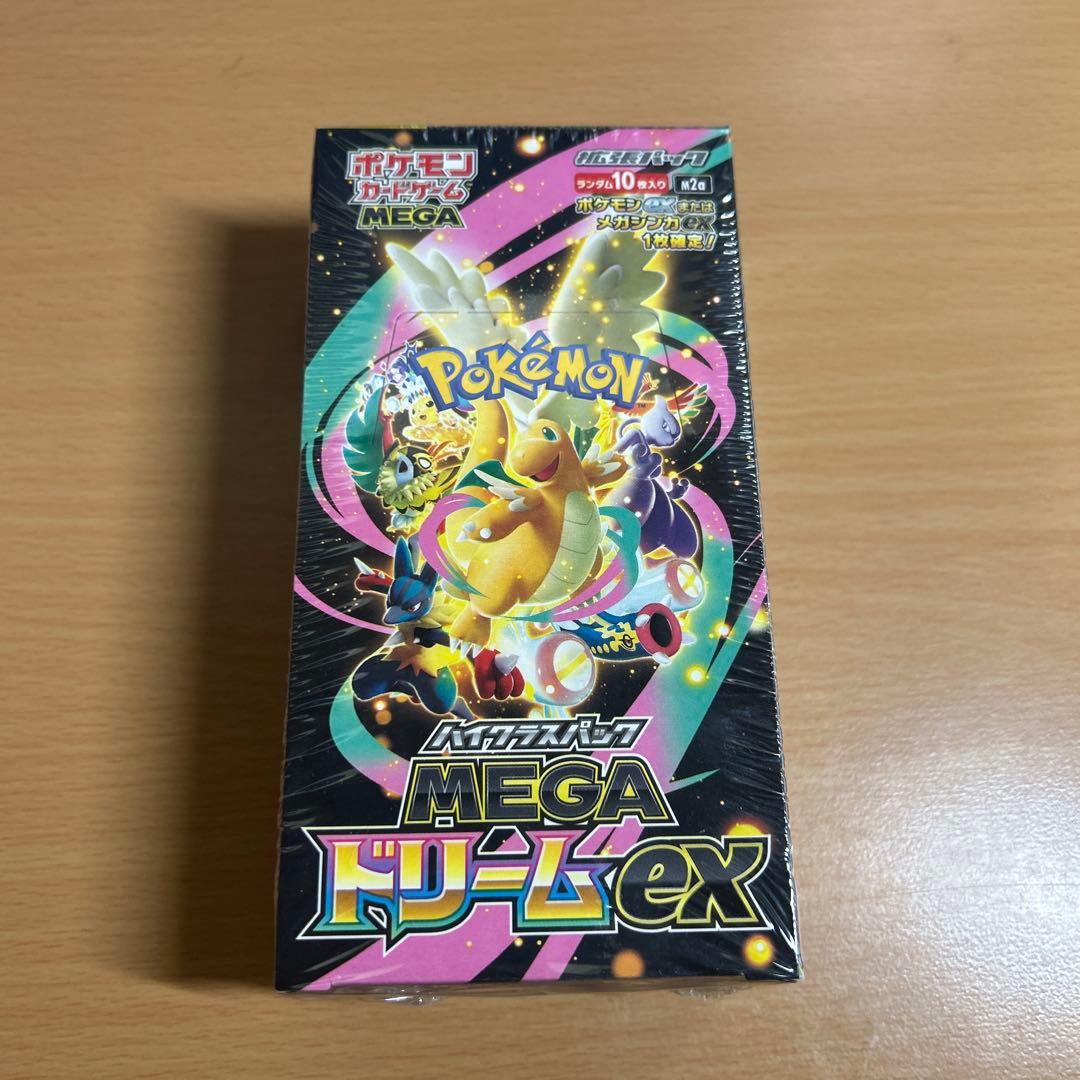 ポケモン
カードゲーム
MEGA
拡張パック
ランダム10枚入り M2a
ポケモンexまたは
メガシンカex
1枚確定!
POKÉMON
TM
ハイクラスパック
MEGA
ドリームex